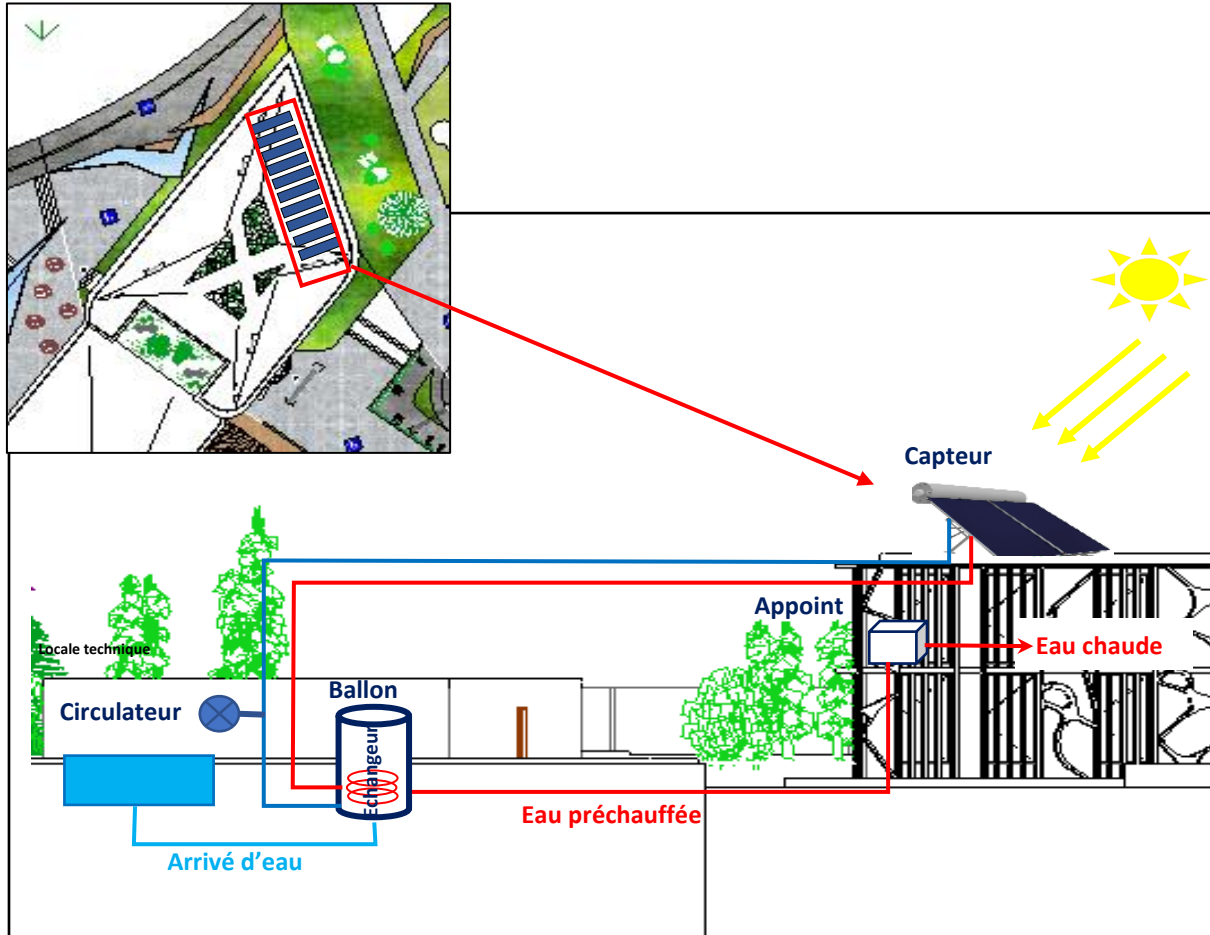 Capteur
Appoint
Eau chaude
Locale technique
Ballon
Circulateur
Echangeur
Eau préchauffée
Arrivé d'eau